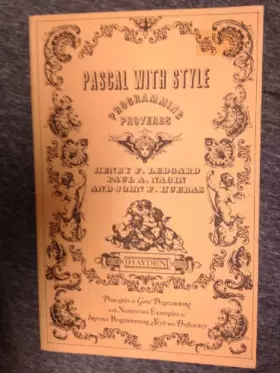 PASCAL WITH STYLE
PROGRAMMING
PROVERBS
HENRY F. LEDGARD
PAUL A. NAGIN
AND JOHN F. HUERAS
HAYDEN
Principles of Good Programming
with Numerous Examples to
Improve Programming Style and Proficiency